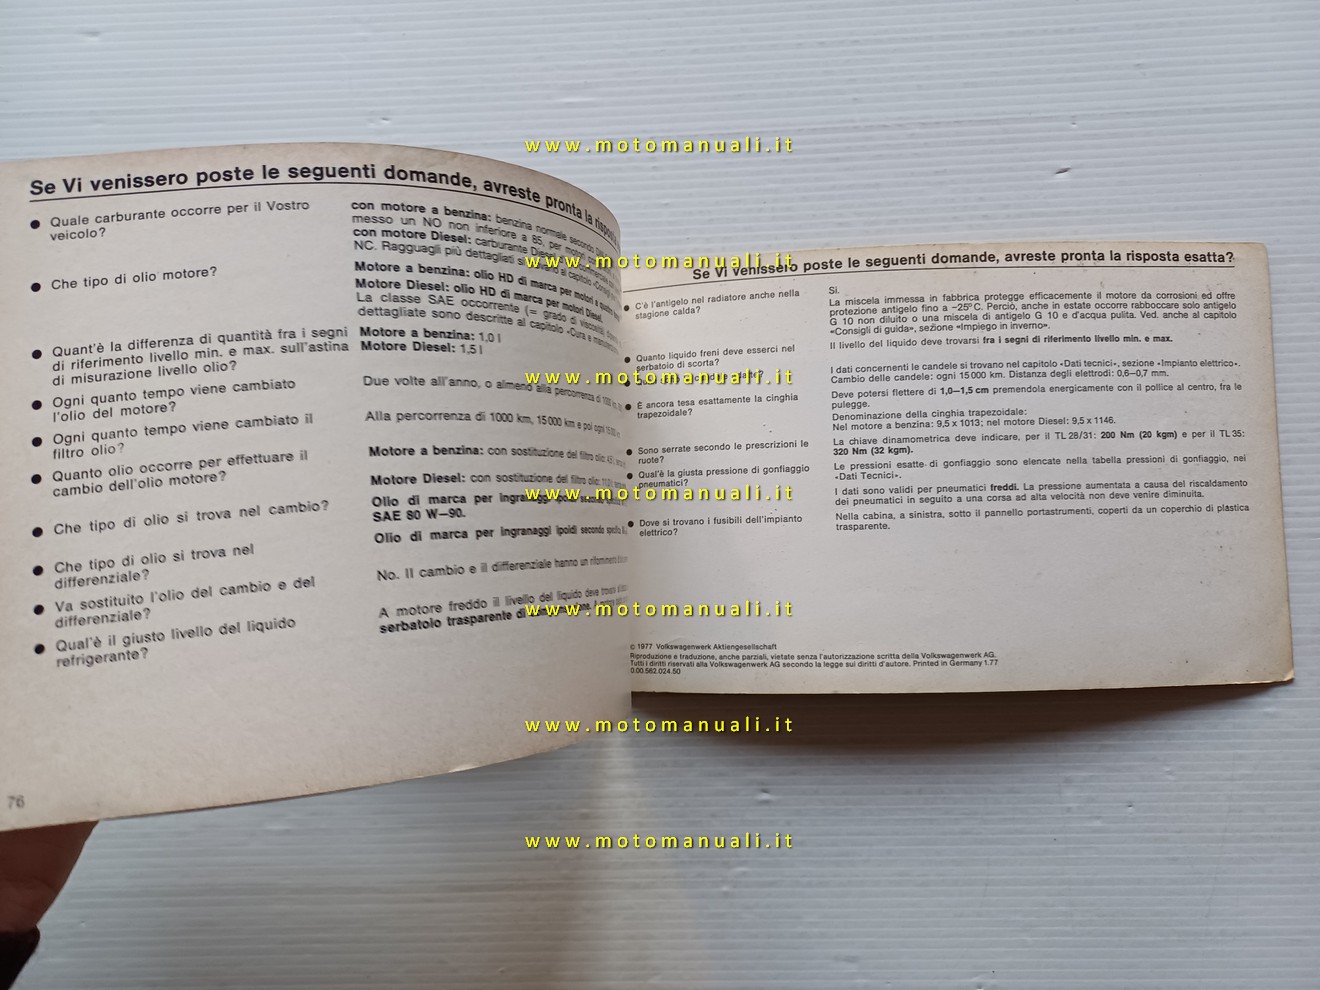 Se Vi venissero poste le seguenti domande, avreste pronta la
● Quale carburante occorre per il Vostro
veicolo?
con motore a benzina: benzina normale secondo
messo un NO non inferiore a 85, per
con motore Diesel: carburante
NC. Ragguagli più dettagliati
● Che tipo di olio motore?
Motore a benzina: olio HD di marca per motori a
Motore Diesel: olio HD di marca per motori Diesel
La classe SAE occorrente (= grado di viscosità)
dettagliate sono descritte al capitolo «Cura e
● Quant'è la differenza di quantità fra i segni
di riferimento livello min. e max. sull'astina
di misurazione livello olio?
Motore a benzina: 1,0 l
Motore Diesel: 1,5 l
● Ogni quanto tempo viene cambiato
l'olio del motore?
Due volte all'anno, o almeno alla percorrenza di
● Ogni quanto tempo viene cambiato il
filtro olio?
Alla percorrenza di 1000 km, 15 000 km e poi ogni
● Quanto olio occorre per effettuare il
cambio dell'olio motore?
Motore a benzina: con sostituzione del filtro olio:
Motore Diesel: con sostituzione del filtro olio:
● Che tipo di olio si trova nel cambio?
Olio di marca per ingranaggi
SAE 80 W–90.
● Che tipo di olio si trova nel
differenziale?
Olio di marca per ingranaggi ipoidi secondo
● Va sostituito l'olio del cambio e del
differenziale?
No. Il cambio e il differenziale hanno un
● Qual'è il giusto livello del liquido
refrigerante?
A motore freddo il livello del liquido deve
serbatoio trasparente di
76
Se Vi venissero poste le seguenti domande, avreste pronta la risposta esatta?
● C'è l'antigelo nel radiatore anche nella
stagione calda?
Sì.
La miscela immessa in fabbrica protegge efficacemente il motore da corrosioni ed offre
protezione antigelo fino a –25° C. Perciò, anche in estate occorre rabboccare solo antigelo
G 10 non diluito o una miscela di antigelo G 10 e d'acqua pulita. Ved. anche al capitolo
«Consigli di guida», sezione «Impiego in inverno».
● Quanto liquido freni deve esserci nel
serbatoio di scorta?
Il livello del liquido deve trovarsi fra i segni di riferimento livello min. e max.
I dati concernenti le candele si trovano nel capitolo «Dati tecnici», sezione «Impianto elettrico».
Cambio delle candele: ogni 15 000 km. Distanza degli elettrodi: 0,6–0,7 mm.
● È ancora tesa esattamente la cinghia
trapezoidale?
Deve potersi flettere di 1,0–1,5 cm premendola energicamente con il pollice al centro, fra le
pulegge.
Denominazione della cinghia trapezoidale:
Nel motore a benzina: 9,5 x 1013; nel motore Diesel: 9,5 x 1146.
● Sono serrate secondo le prescrizioni le
ruote?
La chiave dinamometrica deve indicare, per il TL 28/31: 200 Nm (20 kgm) e per il TL 35:
320 Nm (32 kgm).
● Qual'è la giusta pressione di gonfiaggio
pneumatici?
Le pressioni esatte di gonfiaggio sono elencate nella tabella pressioni di gonfiaggio, nei
«Dati Tecnici».
I dati sono validi per pneumatici freddi. La pressione aumentata a causa del riscaldamento
dei pneumatici in seguito a una corsa ad alta velocità non deve venire diminuita.
● Dove si trovano i fusibili dell'impianto
elettrico?
Nella cabina, a sinistra, sotto il pannello portastrumenti, coperti da un coperchio di plastica
trasparente.
© 1977 Volkswagenwerk Aktiengesellschaft
Riproduzione e traduzione, anche parziali, vietate senza l'autorizzazione scritta della Volkswagenwerk AG.
Tutti i diritti riservati alla Volkswagenwerk AG secondo la legge sui diritti d'autore. Printed in Germany 1.77
0.00.562.024.50
www.motomanuali.it
www.motomanuali.it
www.motomanuali.it
www.motomanuali.it
www.motomanuali.it
www.motomanuali.it
www.motomanuali.it